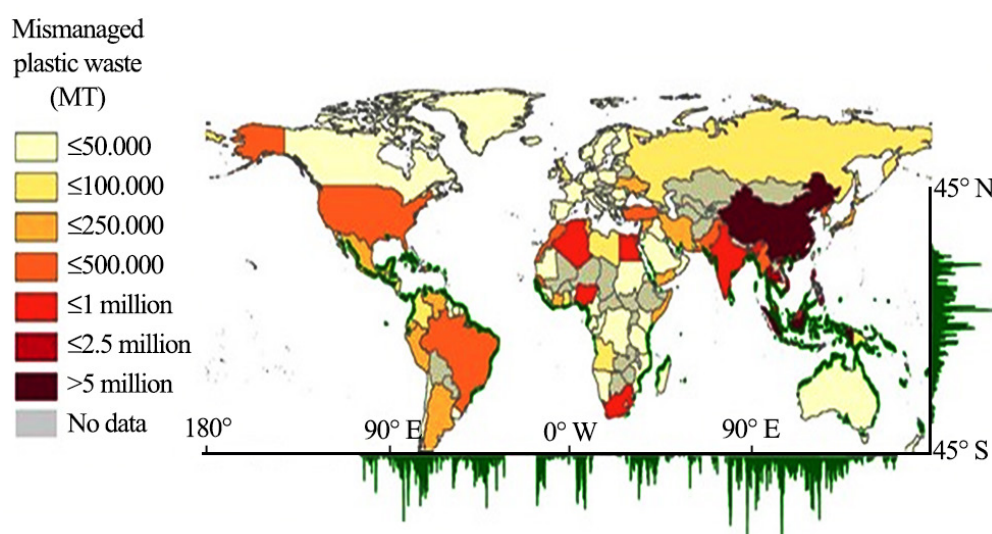 Mismanaged
plastic waste
(MT)
≤50.000
≤100.000
≤250.000
≤500.000
≤1 million
≤2.5 million
>5 million
No data
45° N
180°
90° E
0° W
90° E
45° S